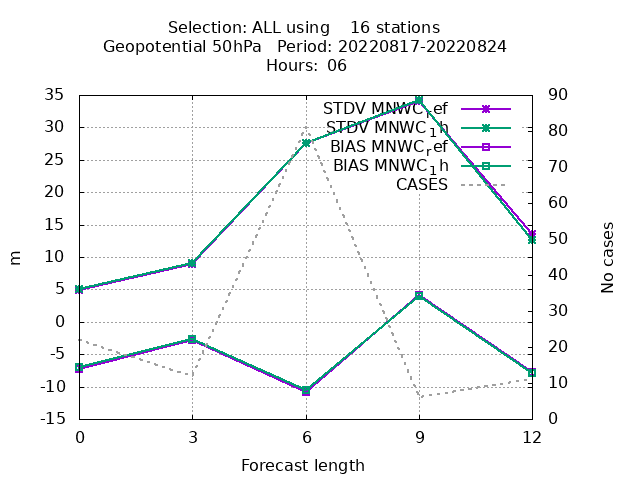 Selection: ALL using    16 stations
Geopotential 50hPa   Period: 20220817-20220824
Hours: 06
35
30
25
20
15
10
5
0
-5
-10
-15
m
90
80
70
60
50
40
30
20
10
0
No cases
STDV MNWC_ref
STDV MNWC_1h
BIAS MNWC_ref
BIAS MNWC_1h
CASES
0 3 6 9 12
Forecast length